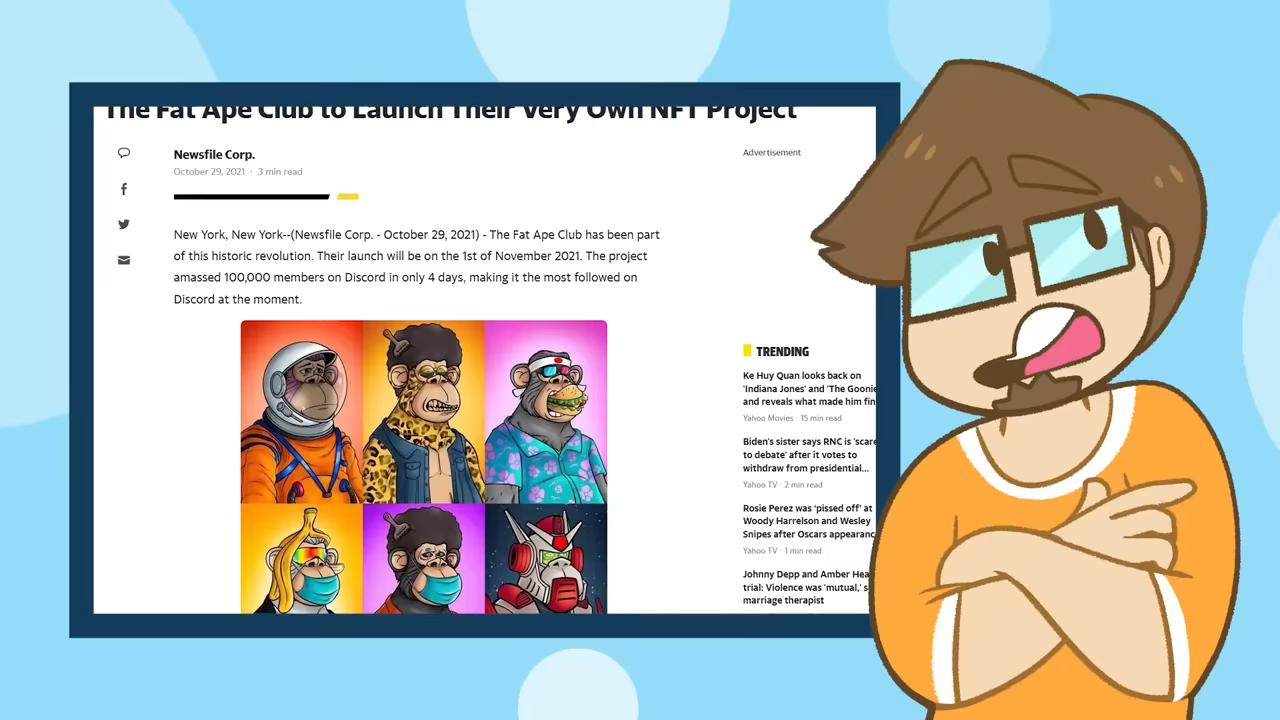 The Fat Ape Club to Launch Their Very Own NFT Project
Newsfile Corp.
October 29, 2021 · 3 min read
New York, New York--(Newsfile Corp. - October 29, 2021) - The Fat Ape Club has been part
of this historic revolution. Their launch will be on the 1st of November 2021. The project
amassed 100,000 members on Discord in only 4 days, making it the most followed on
Discord at the moment.
Advertisement
TRENDING
Ke Huy Quan looks back on
'Indiana Jones' and 'The Goonie
and reveals what made him fin
Yahoo Movies · 15 min read
Biden's sister says RNC is 'scare
to debate' after it votes to
withdraw from presidential...
Yahoo TV · 2 min read
Rosie Perez was 'pissed off' at
Woody Harrelson and Wesley
Snipes after Oscars appearanc
Yahoo TV · 1 min read
Johnny Depp and Amber Hea
trial: Violence was 'mutual,' s
marriage therapist